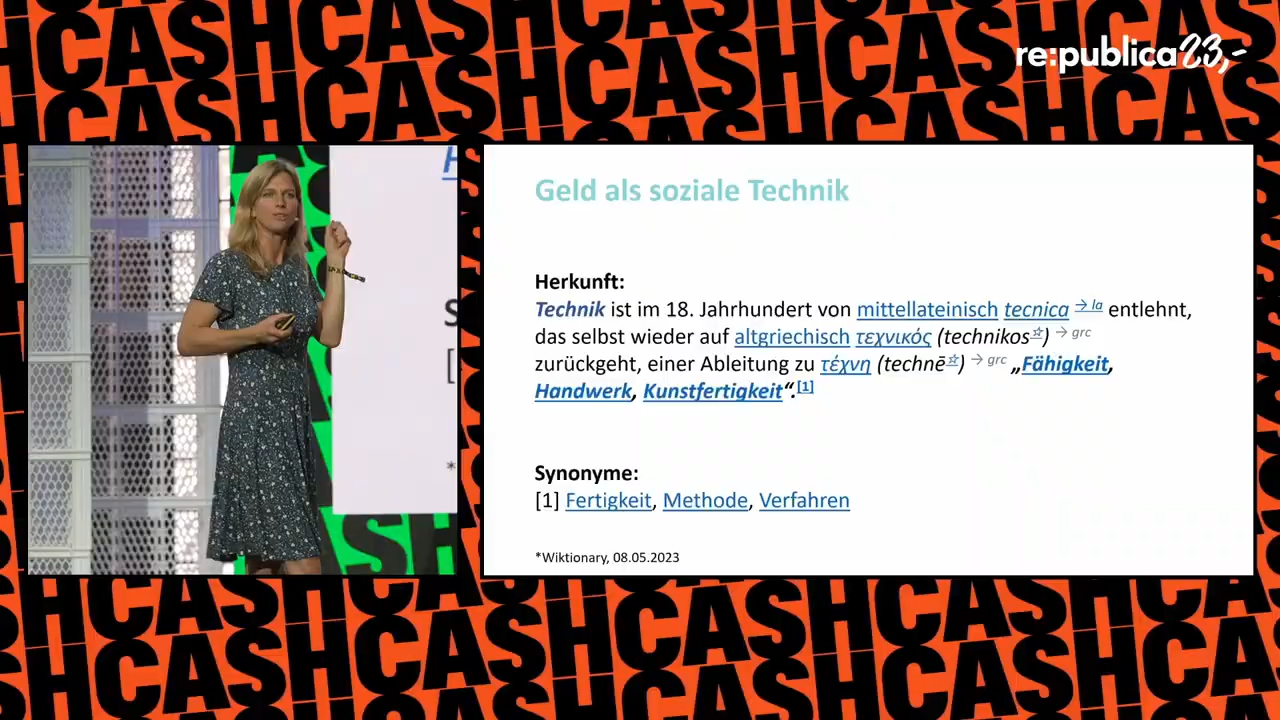 re:publica23,-
CASH
Geld als soziale Technik
Herkunft:
Technik ist im 18. Jahrhundert von mittellateinisch tecnica → la entlehnt,
das selbst wieder auf altgriechisch τεχνικός (technikos☆) → grc
zurückgeht, einer Ableitung zu τέχνη (technē☆) → grc „Fähigkeit,
Handwerk, Kunstfertigkeit“.[1]
Synonyme:
[1] Fertigkeit, Methode, Verfahren
*Wiktionary, 08.05.2023